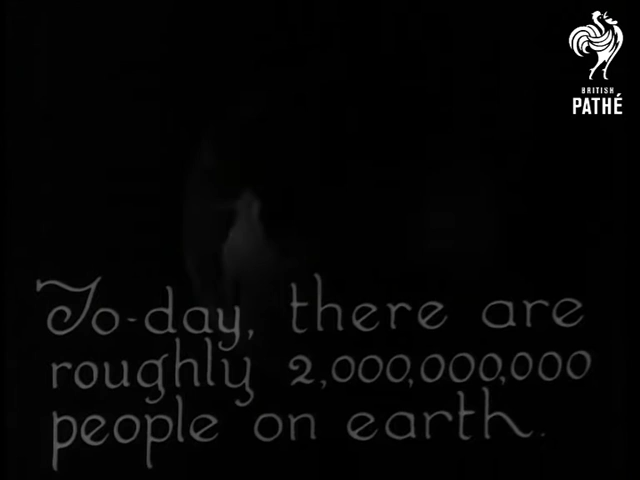 BRITISH
PATHÉ
To-day, there are
roughly 2,000,000,000
people on earth.